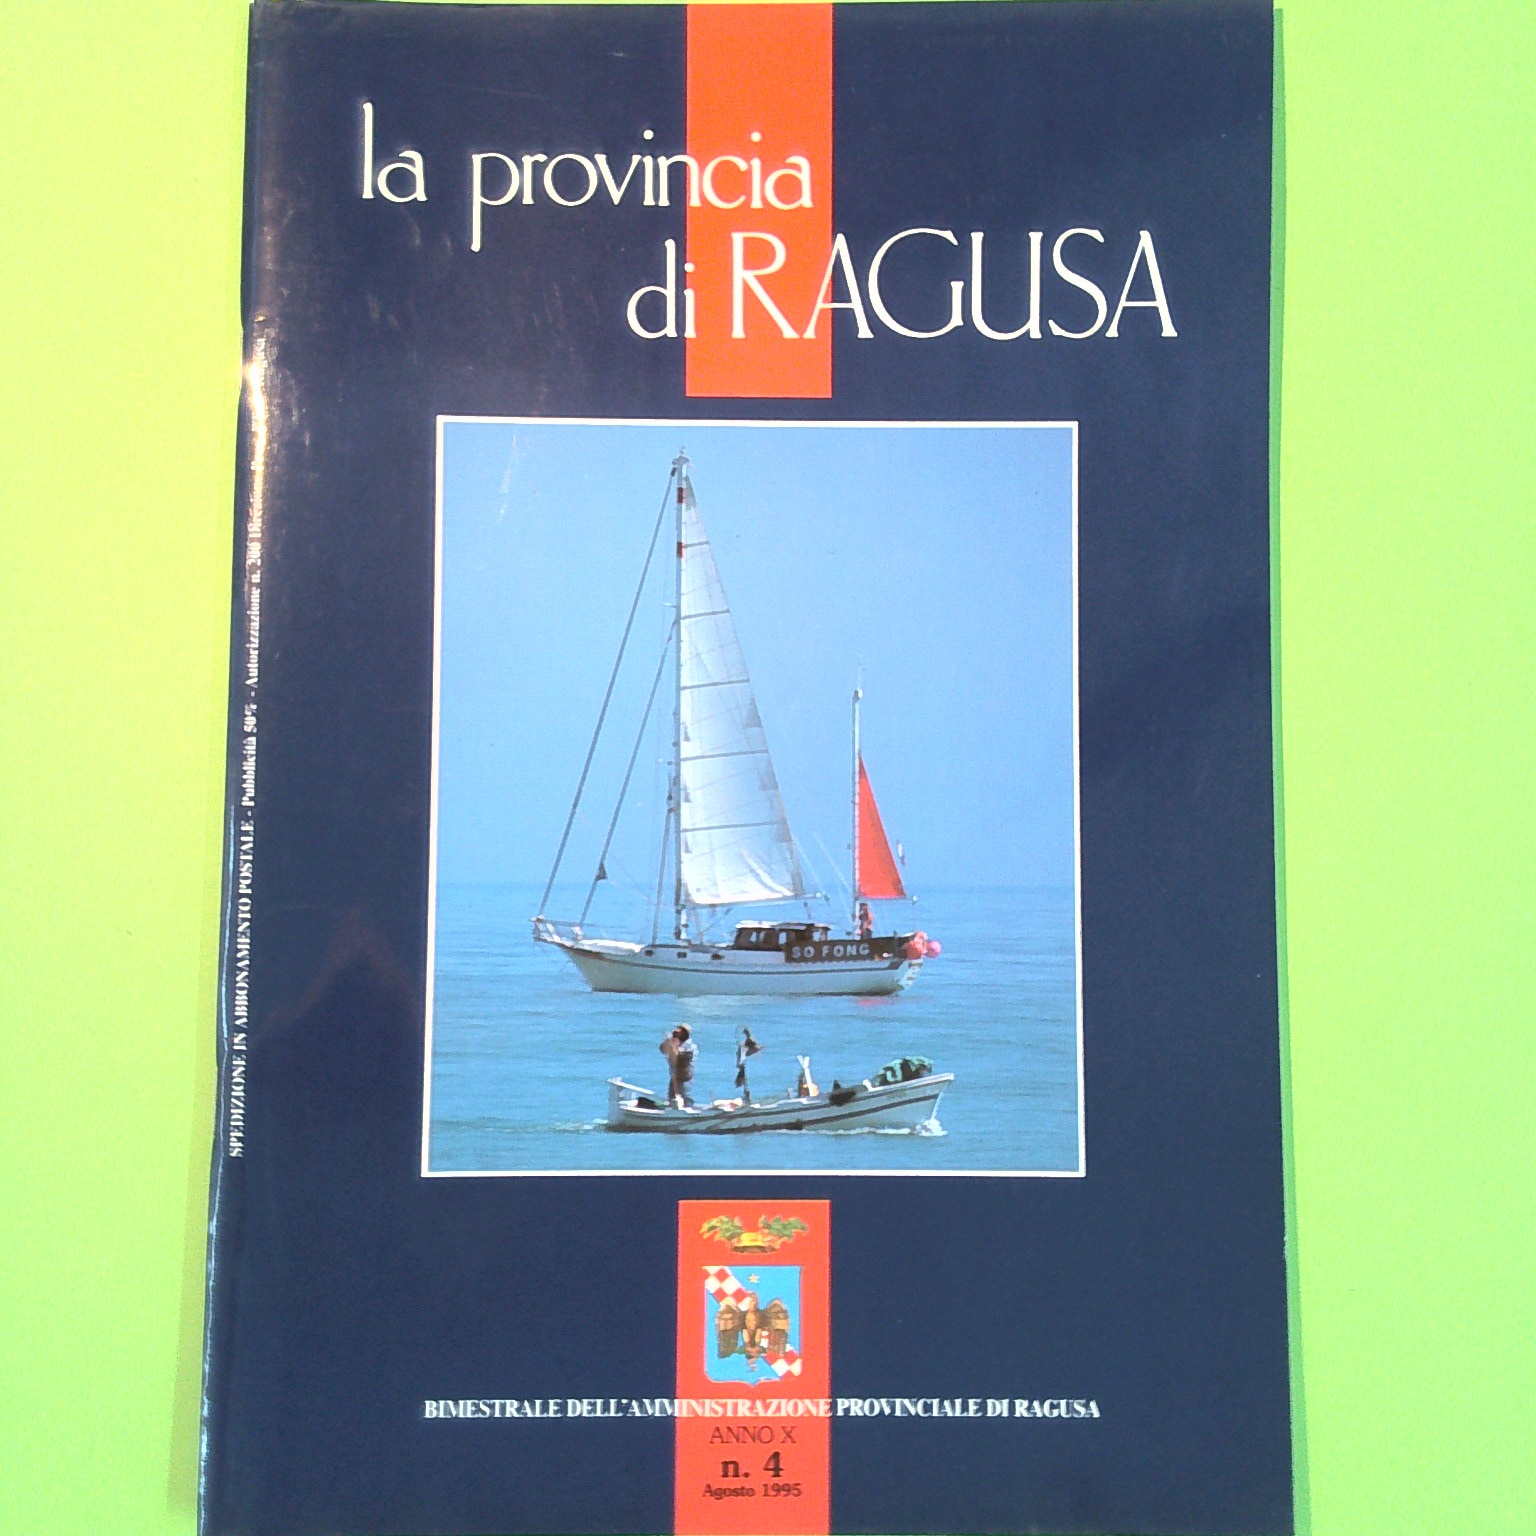 la provincia
di RAGUSA
SPEDIZIONE IN ABBONAMENTO POSTALE - Pubblicità 50% - Autorizzazione n. 206
SO FONG
BIMESTRALE DELL'AMMINISTRAZIONE PROVINCIALE DI RAGUSA
ANNO X
n. 4
Agosto 1995